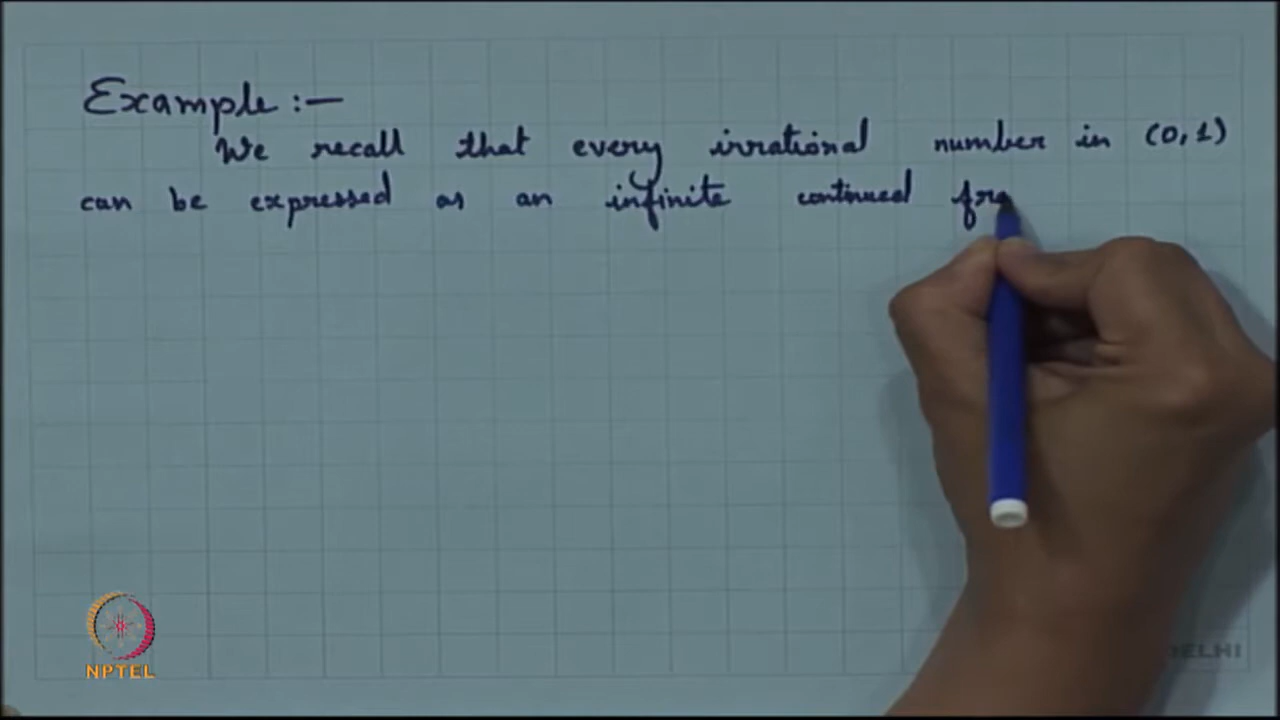 Example :—
We recall that every irrational number in (0,1)
can be expressed as an infinite continued fra
NPTEL
DELHI